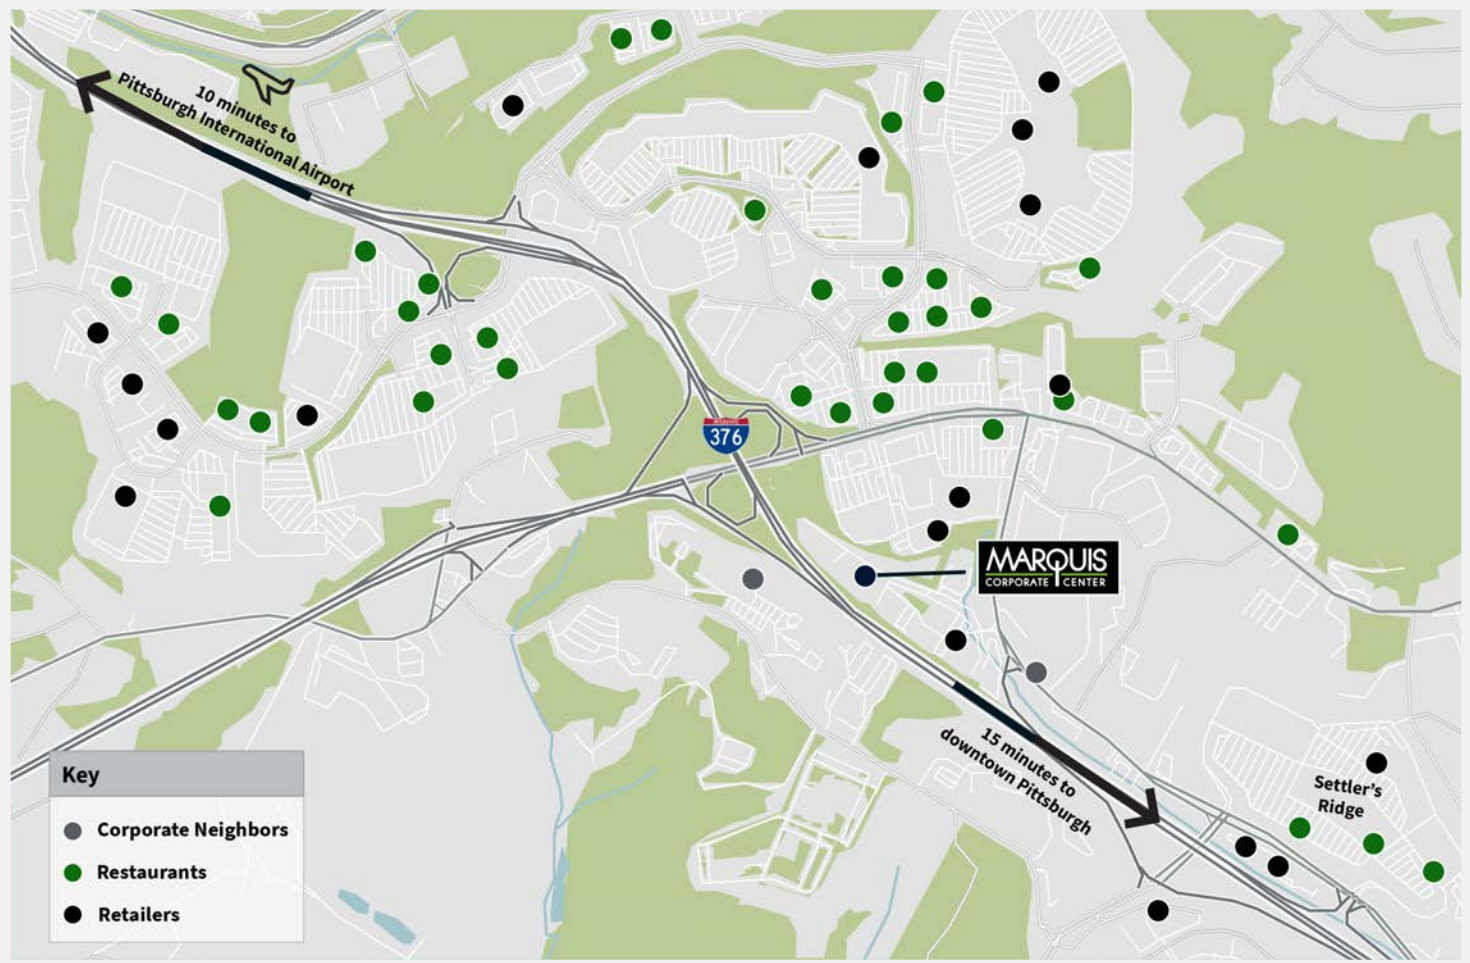 10 minutes to
Pittsburgh International Airport
INTERSTATE
376
MARQUIS
CORPORATE CENTER
15 minutes to
downtown Pittsburgh
Settler's
Ridge
Key
Corporate Neighbors
Restaurants
Retailers